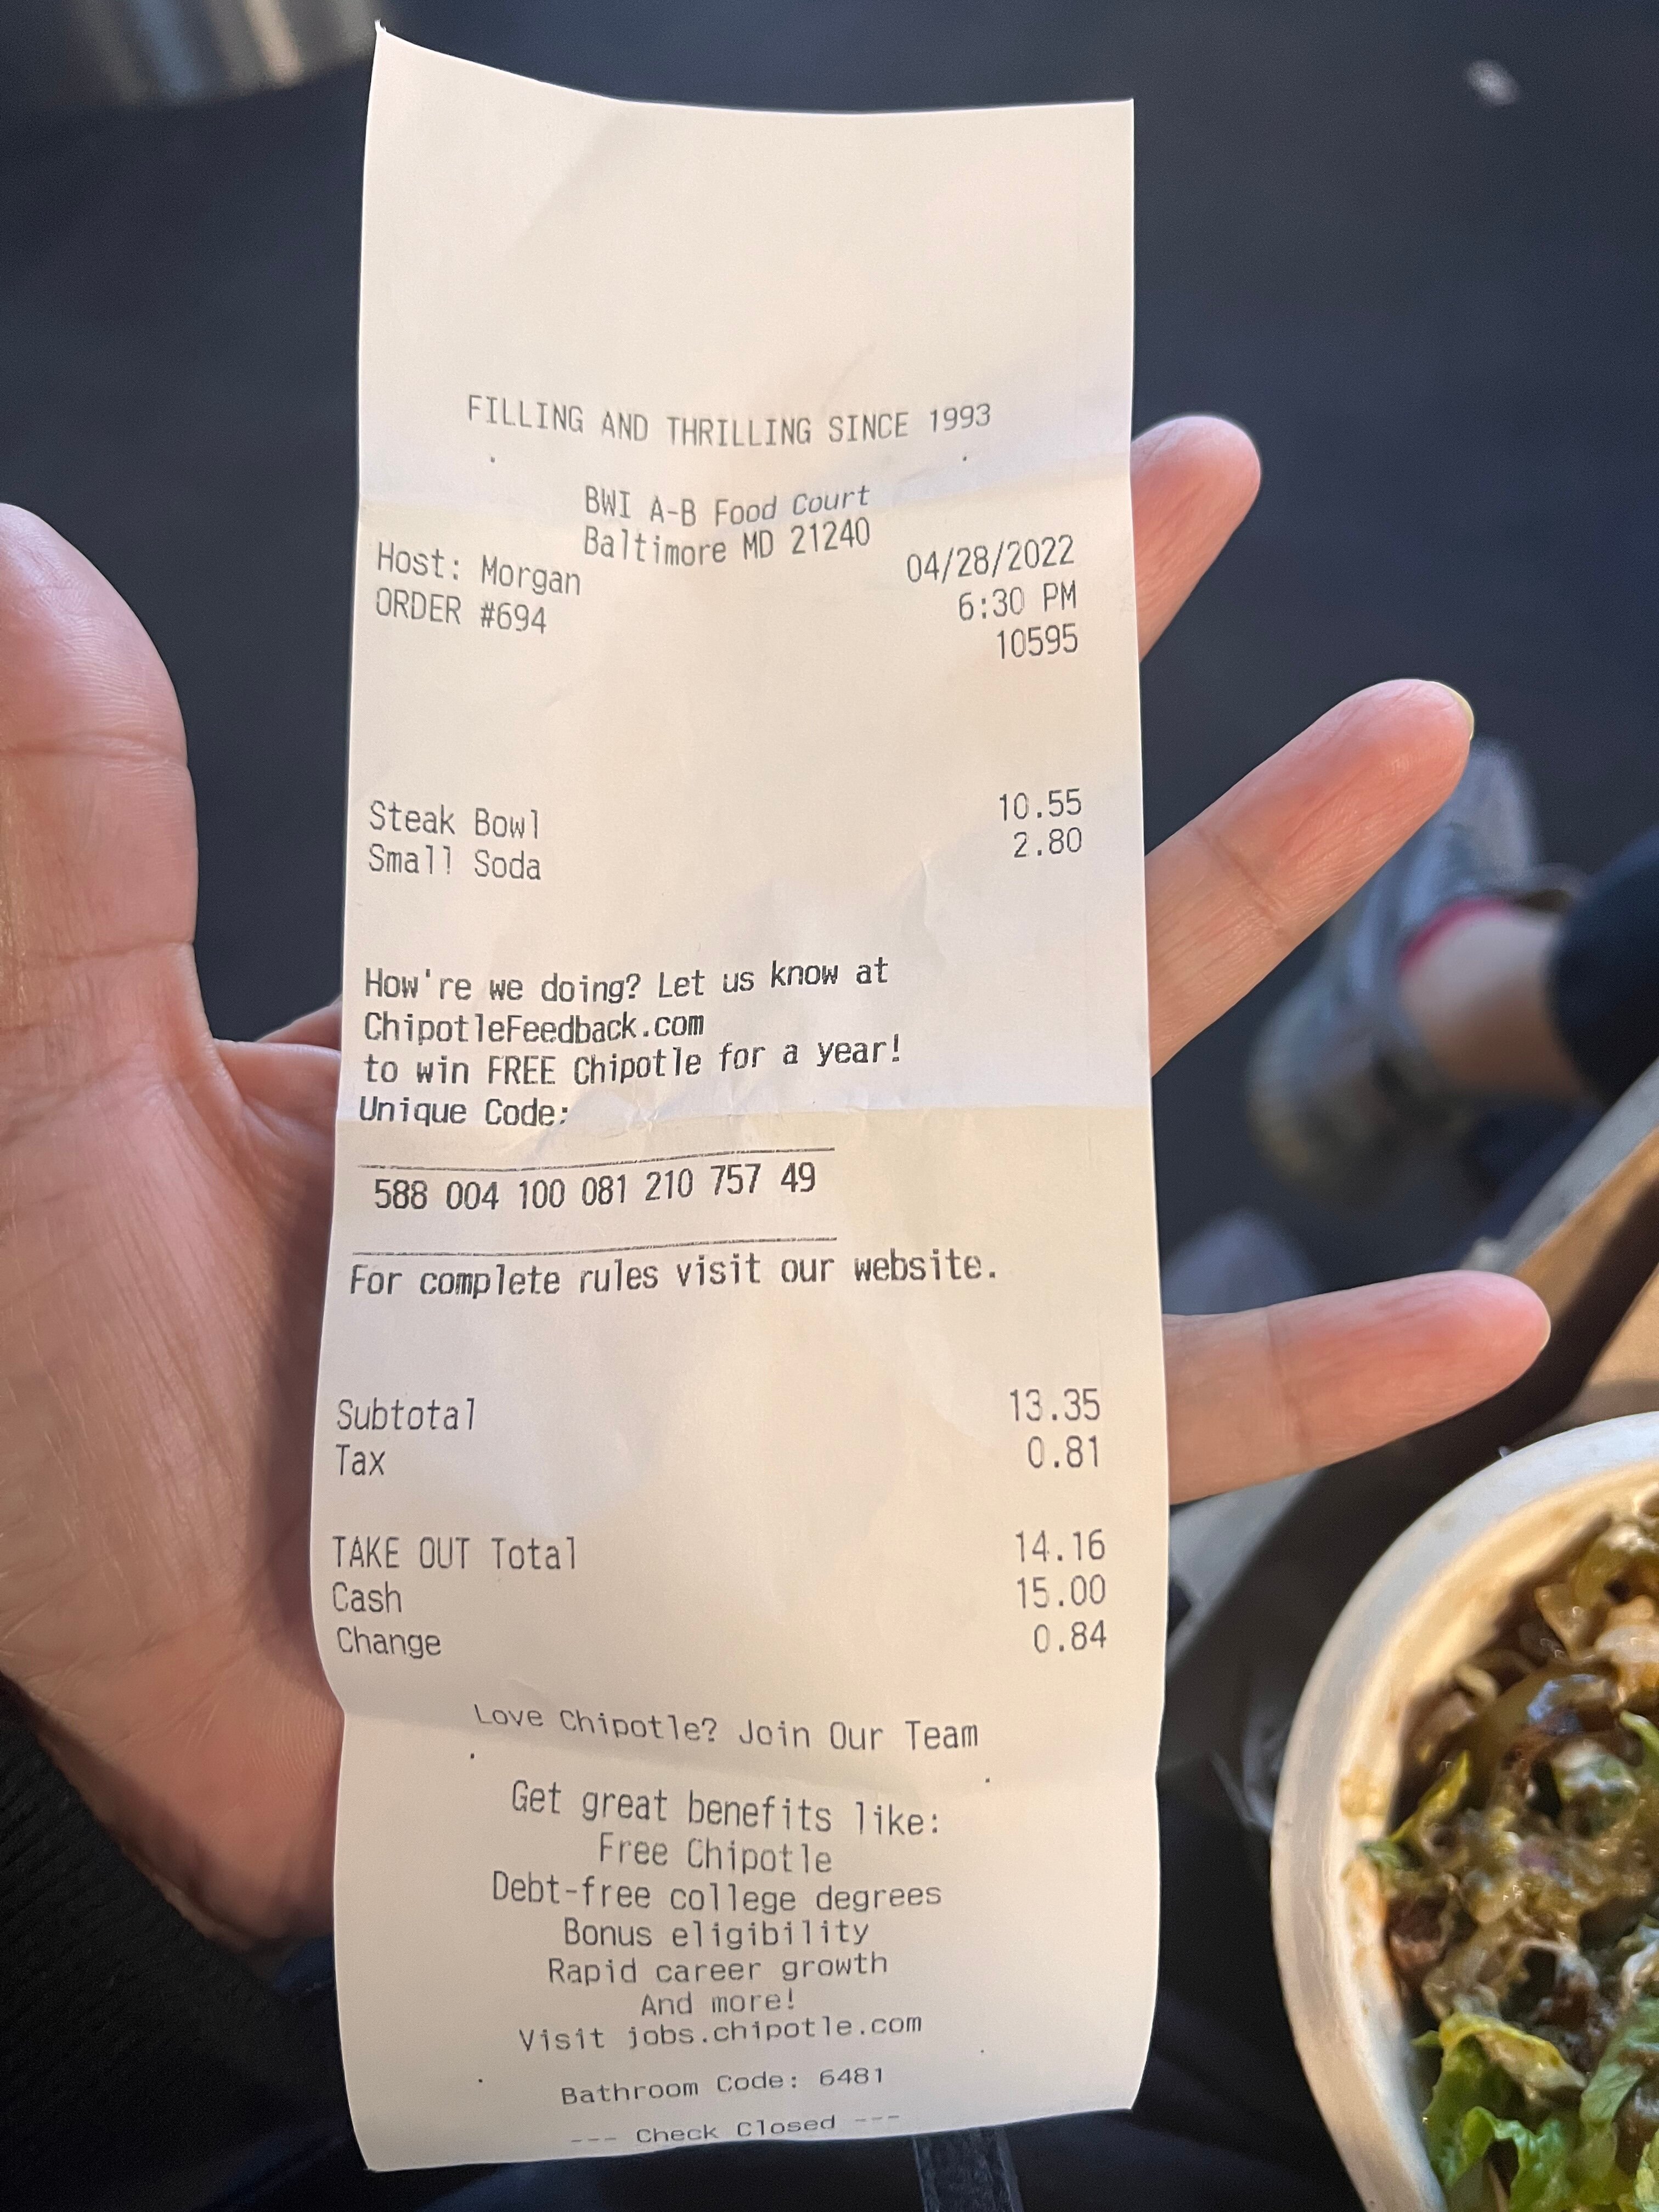 FILLING AND THRILLING SINCE 1993
BWI A-B Food Court
Baltimore MD 21240
Host: Morgan 04/28/2022
ORDER #694 6:30 PM
10595
Steak Bowl 10.55
Small Soda 2.80
How're we doing? Let us know at
ChipotleFeedback.com
to win FREE Chipotle for a year!
Unique Code:
588 004 100 081 210 757 49
For complete rules visit our website.
Subtotal 13.35
Tax 0.81
TAKE OUT Total 14.16
Cash 15.00
Change 0.84
Love Chipotle? Join Our Team
Get great benefits like:
Free Chipotle
Debt-free college degrees
Bonus eligibility
Rapid career growth
And more!
Visit jobs.chipotle.com
Bathroom Code: 6481
--- Check Closed ---